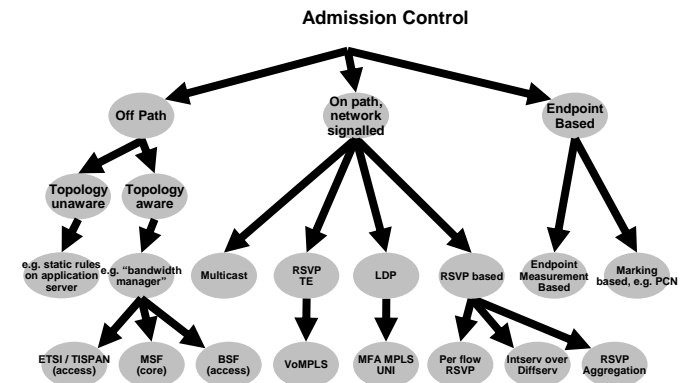 Admission Control
Off Path
On path,
network
signalled
Endpoint
Based
Topology
unaware
Topology
aware
e.g. static rules
on application
server
e.g. “bandwidth
manager”
Multicast
RSVP
TE
LDP
RSVP based
Endpoint
Measurement
Based
Marking
based, e.g. PCN
ETSI / TISPAN
(access)
MSF
(core)
BSF
(access)
VoMPLS
MFA MPLS
UNI
Per flow
RSVP
Intserv over
Diffserv
RSVP
Aggregation